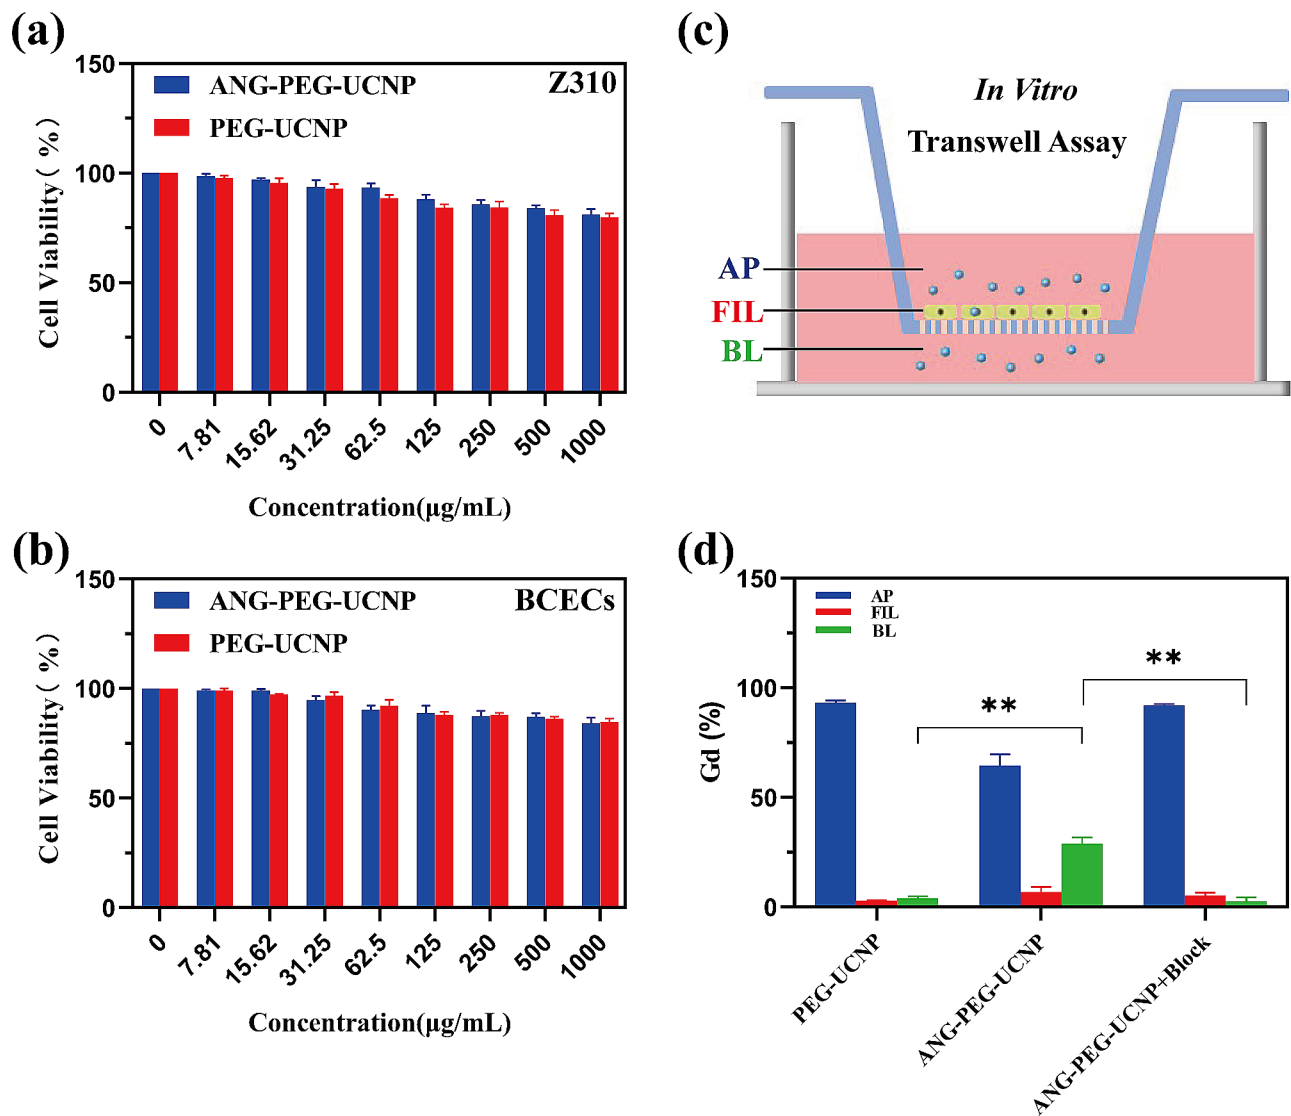 (a)
150
100
50
0
Cell Viability( %)
ANG-PEG-UCNP
PEG-UCNP
Z310
0
7.81
15.62
31.25
62.5
125
250
500
1000
Concentration(μg/mL)
(b)
150
100
50
0
Cell Viability( %)
ANG-PEG-UCNP
PEG-UCNP
BCECs
0
7.81
15.62
31.25
62.5
125
250
500
1000
Concentration(μg/mL)
(c)
In Vitro
Transwell Assay
AP
FIL
BL
(d)
150
100
50
0
Gd (%)
AP
FIL
BL
**
**
PEG-UCNP
ANG-PEG-UCNP
ANG-PEG-UCNP+Block